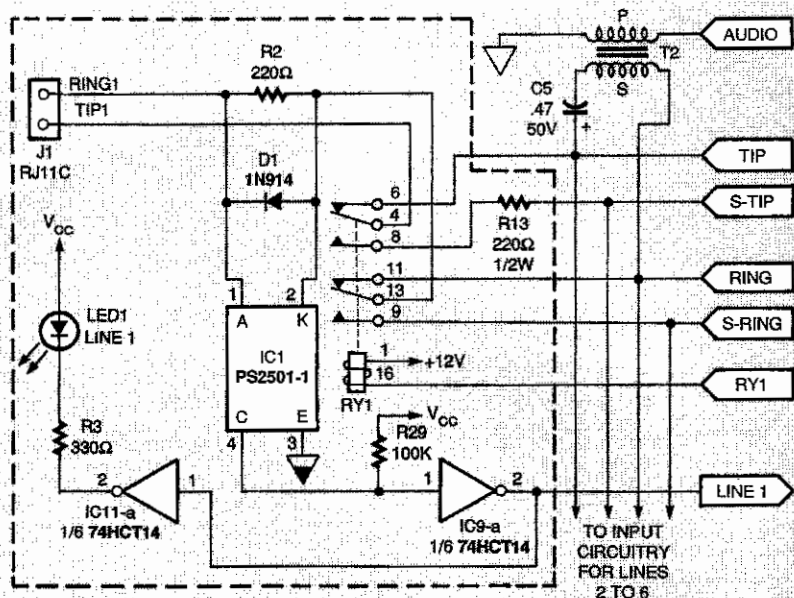 P
AUDIO
T2
S
R2
220Ω
RING1
TIP1
J1
RJ11C
C5
.47
50V
+
D1
1N914
TIP
6
4
8
S-TIP
R13
220Ω
1/2W
VCC
11
13
9
RING
S-RING
1
2
A
K
LED1
LINE 1
IC1
PS2501-1
1
+12V
16
RY1
RY1
C
E
4
3
R3
330Ω
VCC
R29
100K
2
1
1
2
LINE 1
IC11-a
1/6 74HCT14
IC9-a
1/6 74HCT14
TO INPUT
CIRCUITRY
FOR LINES
2 TO 6